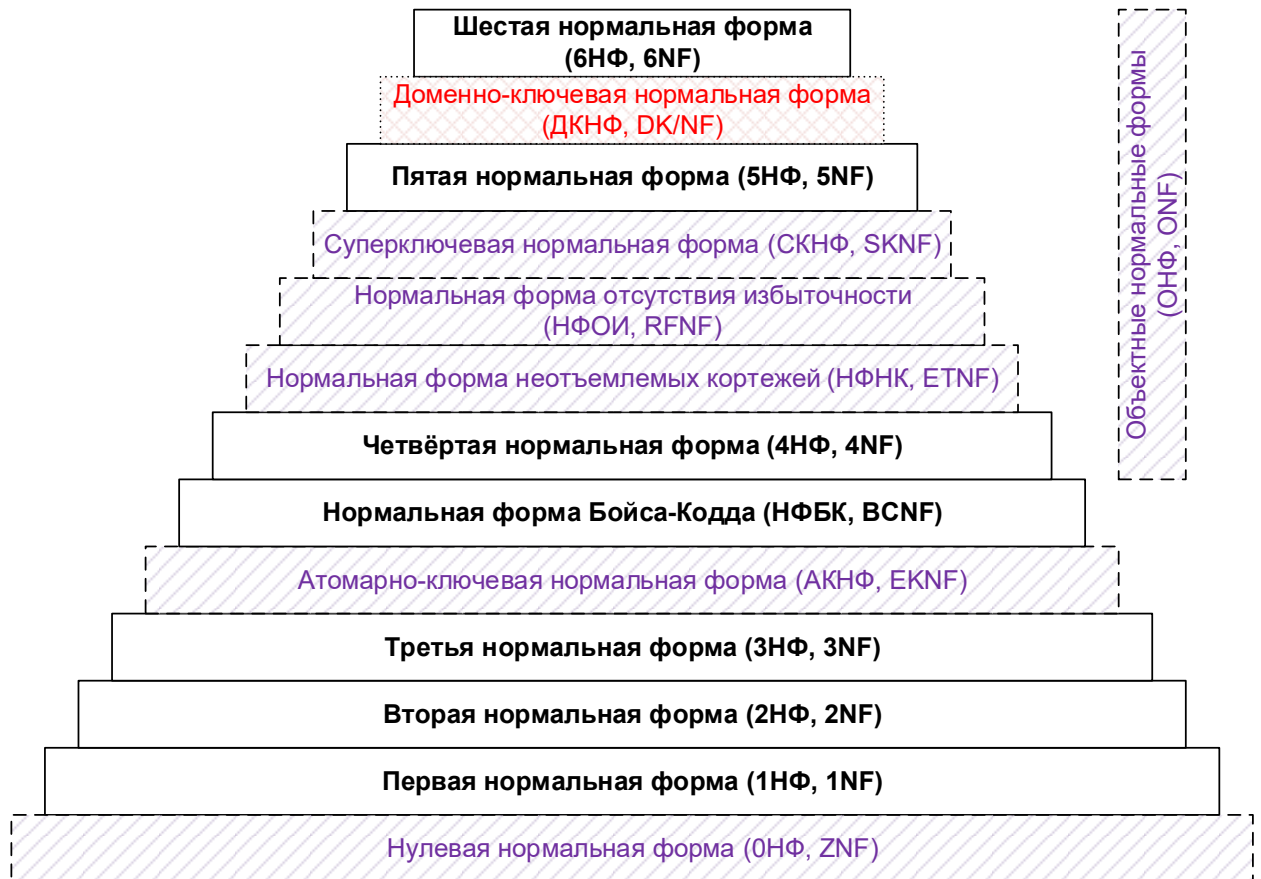 Шестая нормальная форма
(6НФ, 6NF)
Доменно-ключевая нормальная форма
(ДКНФ, DK/NF)
Пятая нормальная форма (5НФ, 5NF)
Суперключевая нормальная форма (СКНФ, SKNF)
Нормальная форма отсутствия избыточности
(НФОИ, RFNF)
Нормальная форма неотъемлемых кортежей (НФНК, ETNF)
Четвёртая нормальная форма (4НФ, 4NF)
Нормальная форма Бойса-Кодда (НФБК, BCNF)
Атомарно-ключевая нормальная форма (АКНФ, EKNF)
Третья нормальная форма (3НФ, 3NF)
Вторая нормальная форма (2НФ, 2NF)
Первая нормальная форма (1НФ, 1NF)
Нулевая нормальная форма (0НФ, ZNF)
Объектные нормальные формы
(ОНФ, ONF)